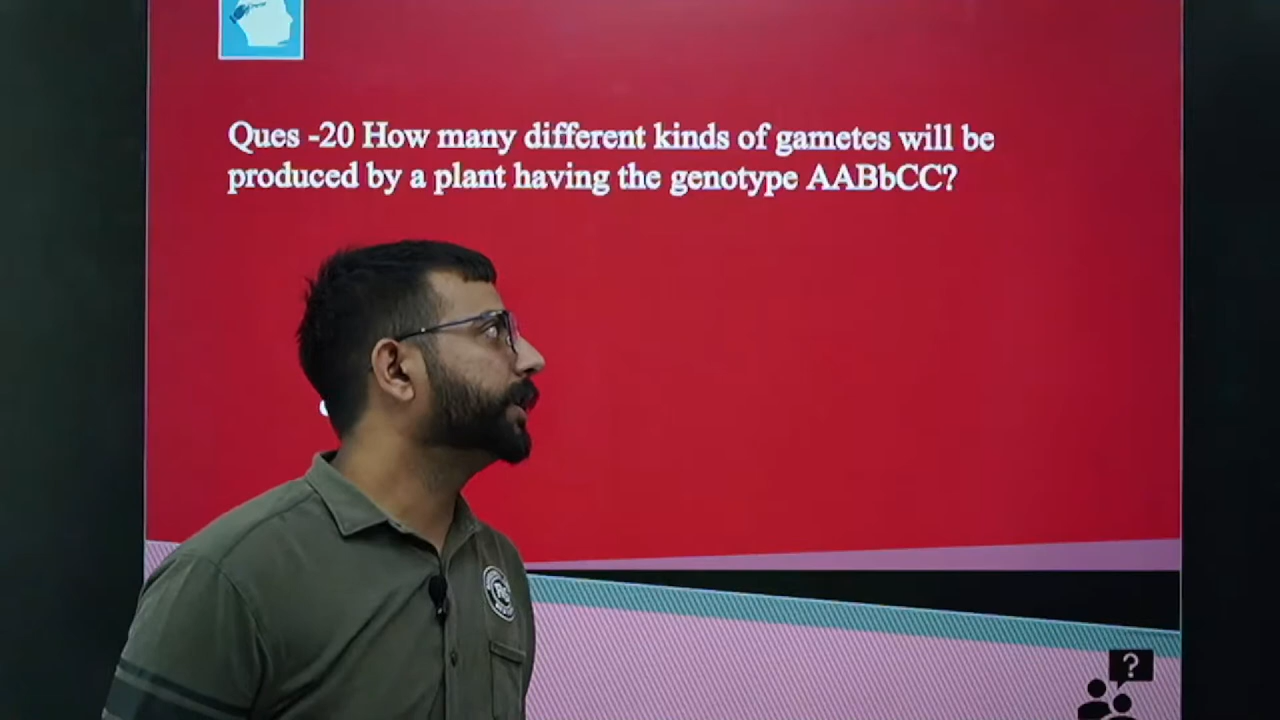 Ques -20 How many different kinds of gametes will be
produced by a plant having the genotype AABbCC?
?